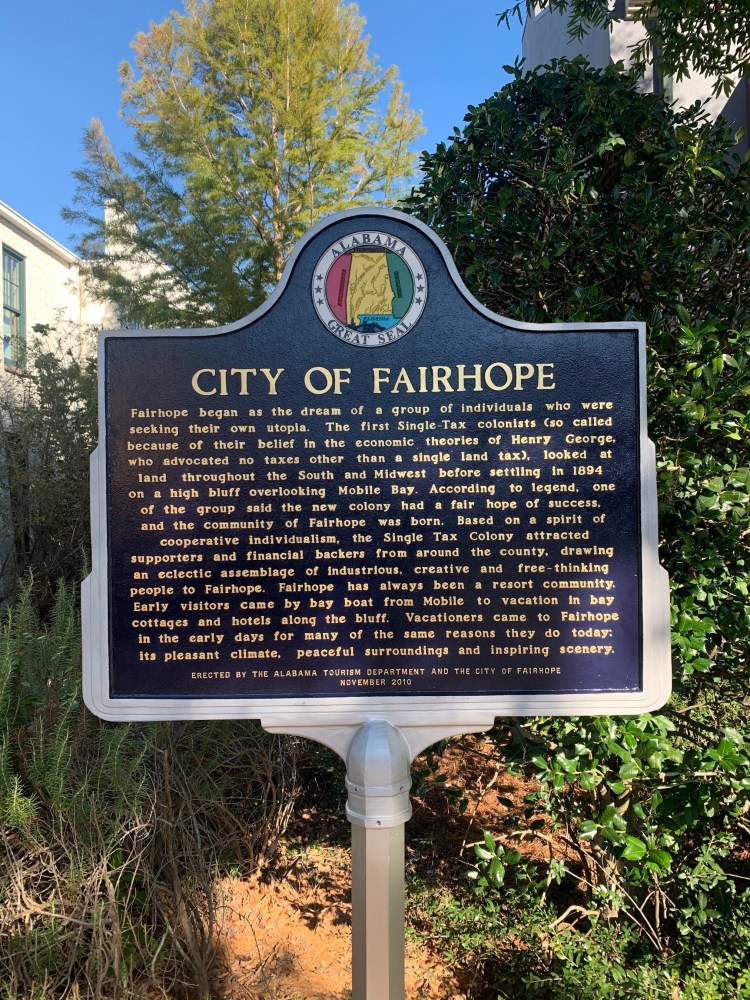 ALABAMA
FLORIDA
GREAT SEAL
CITY OF FAIRHOPE
Fairhope began as the dream of a group of individuals who were
seeking their own utopia. The first Single-Tax colonists (so called
because of their belief in the economic theories of Henry George,
who advocated no taxes other than a single land tax), looked at
land throughout the South and Midwest before settling in 1894
on a high bluff overlooking Mobile Bay. According to legend, one
of the group said the new colony had a fair hope of success,
and the community of Fairhope was born. Based on a spirit of
cooperative individualism, the Single Tax Colony attracted
supporters and financial backers from around the county, drawing
an eclectic assemblage of industrious, creative and free-thinking
people to Fairhope. Fairhope has always been a resort community.
Early visitors came by bay boat from Mobile to vacation in bay
cottages and hotels along the bluff. Vacationers came to Fairhope
in the early days for many of the same reasons they do today:
its pleasant climate, peaceful surroundings and inspiring scenery.
ERECTED BY THE ALABAMA TOURISM DEPARTMENT AND THE CITY OF FAIRHOPE
NOVEMBER 2010